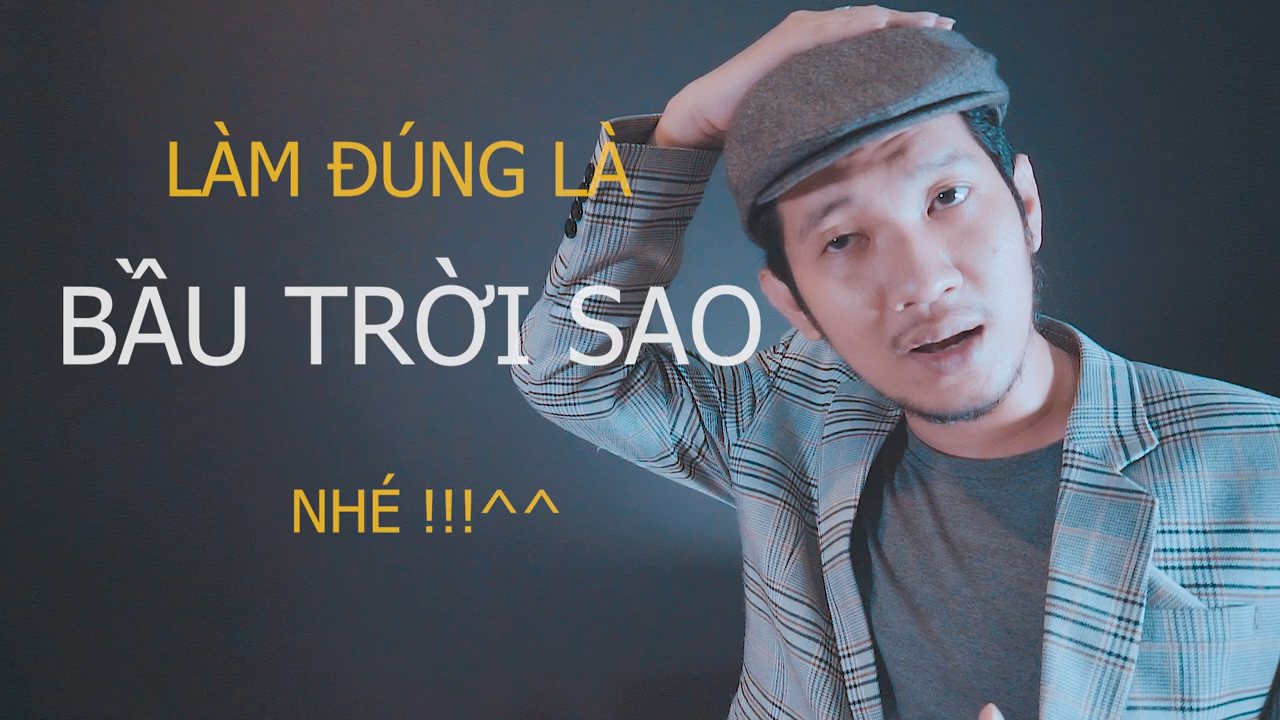 LÀM ĐÚNG LÀ
BẦU TRỜI SAO
NHÉ !!!^^